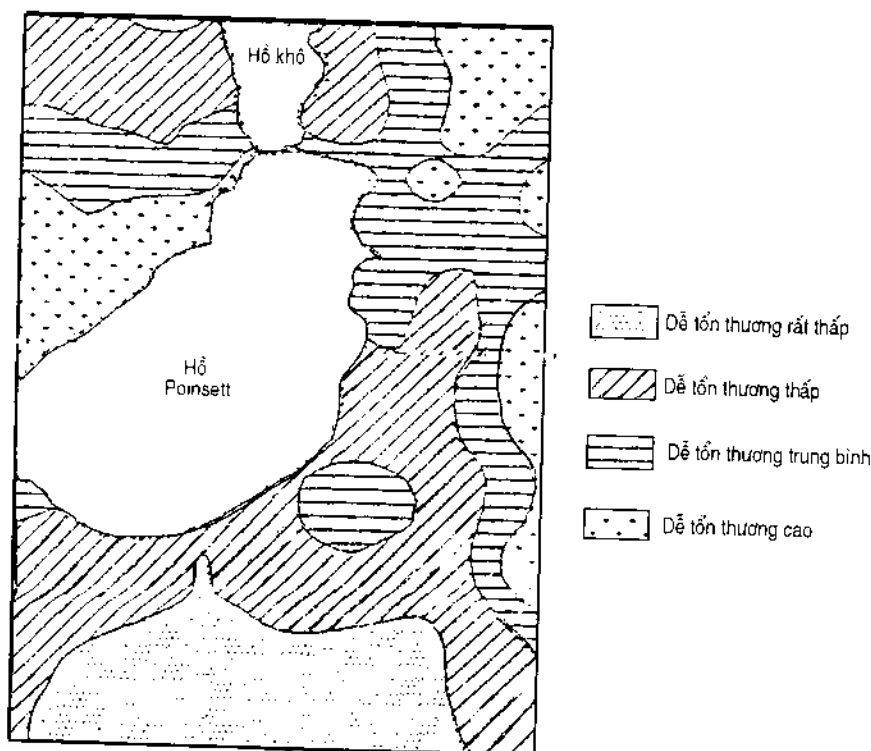 Hồ khô
Hồ
Poinsett
Dễ tổn thương rất thấp
Dễ tổn thương thấp
Dễ tổn thương trung bình
Dễ tổn thương cao